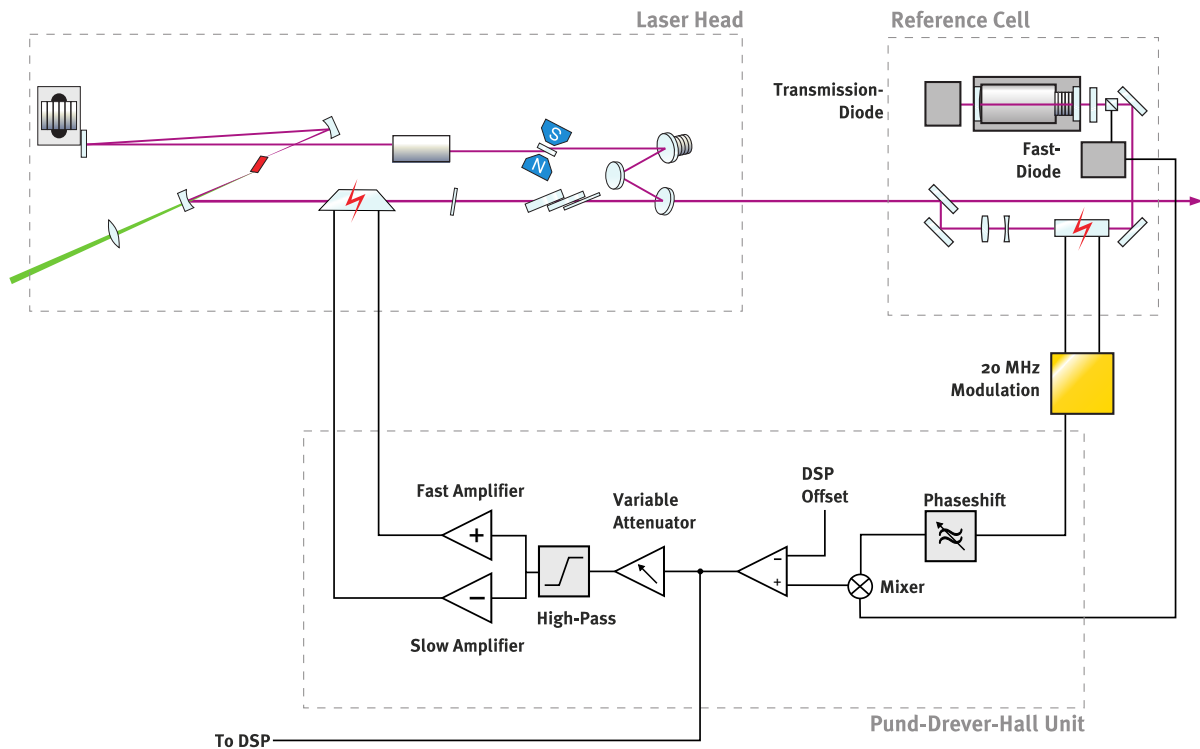 Laser Head
Reference Cell
Transmission-
Diode
S
N
Fast-
Diode
20 MHz
Modulation
DSP
Offset
Phaseshift
Fast Amplifier
Variable
Attenuator
+
−
−
+
Mixer
High-Pass
Slow Amplifier
Pund-Drever-Hall Unit
To DSP